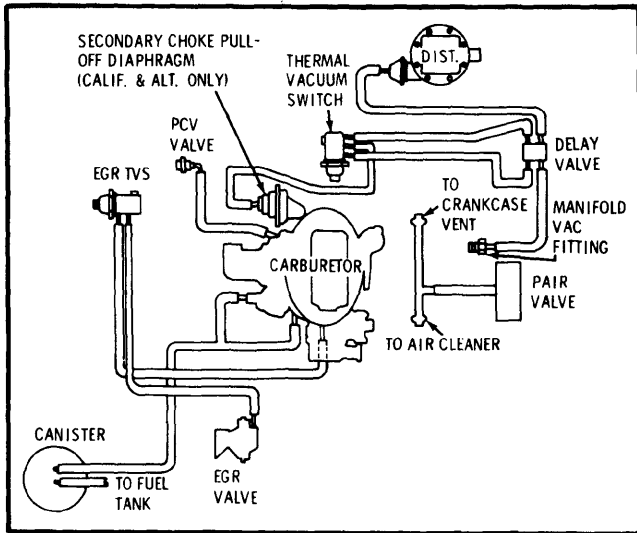 SECONDARY CHOKE PULL-
OFF DIAPHRAGM
(CALIF. & ALT. ONLY)
THERMAL
VACUUM
SWITCH
DIST.
PCV
VALVE
EGR TVS
DELAY
VALVE
TO
CRANKCASE
VENT
MANIFOLD
VAC
FITTING
CARBURETOR
PAIR
VALVE
TO AIR CLEANER
CANISTER
TO FUEL
TANK
EGR
VALVE